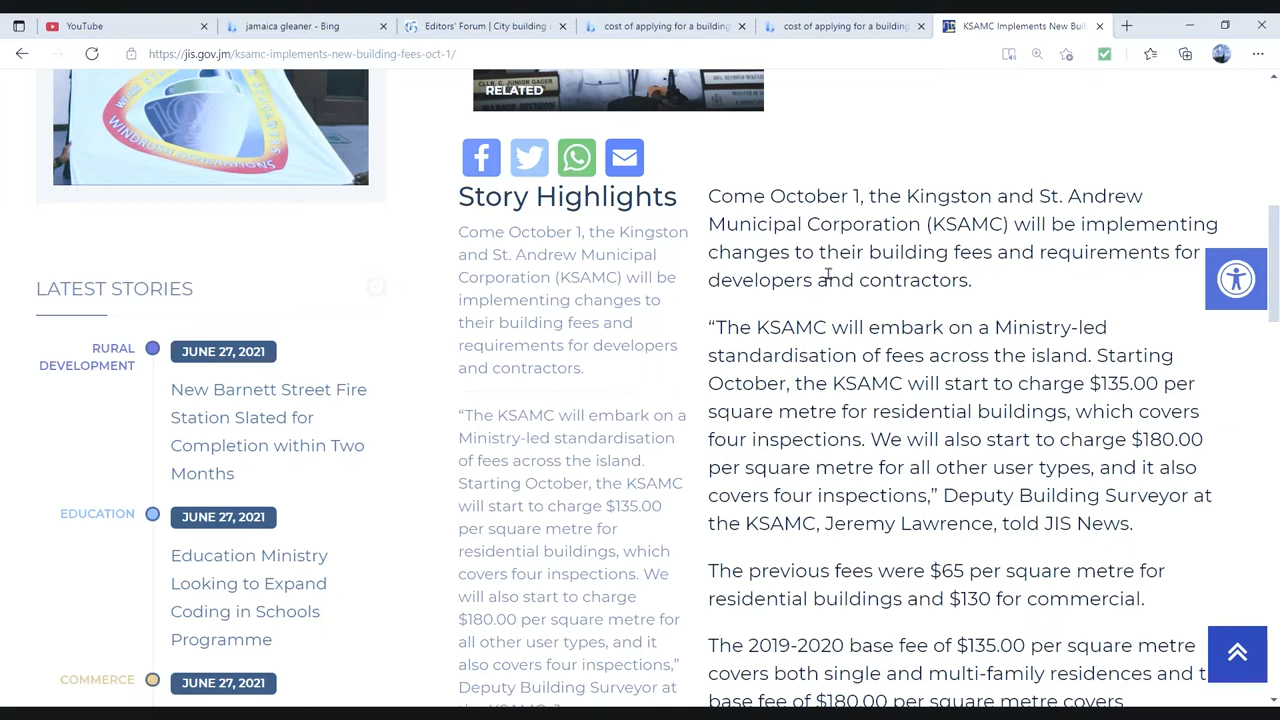 YouTube
jamaica gleaner - Bing
Editors' Forum | City building
cost of applying for a building
cost of applying for a building
KSAMC Implements New Buil
https://jis.gov.jm/ksamc-implements-new-building-fees-oct-1/
WINDRUSH GENERATIONS
RELATED
LATEST STORIES
RURAL
DEVELOPMENT
JUNE 27, 2021
New Barnett Street Fire
Station Slated for
Completion within Two
Months
EDUCATION
JUNE 27, 2021
Education Ministry
Looking to Expand
Coding in Schools
Programme
COMMERCE
JUNE 27, 2021
Story Highlights
Come October 1, the Kingston
and St. Andrew Municipal
Corporation (KSAMC) will be
implementing changes to
their building fees and
requirements for developers
and contractors.
“The KSAMC will embark on a
Ministry-led standardisation
of fees across the island.
Starting October, the KSAMC
will start to charge $135.00
per square metre for
residential buildings, which
covers four inspections. We
will also start to charge
$180.00 per square metre for
all other user types, and it
also covers four inspections,”
Deputy Building Surveyor at
Come October 1, the Kingston and St. Andrew
Municipal Corporation (KSAMC) will be implementing
changes to their building fees and requirements for
developers and contractors.
“The KSAMC will embark on a Ministry-led
standardisation of fees across the island. Starting
October, the KSAMC will start to charge $135.00 per
square metre for residential buildings, which covers
four inspections. We will also start to charge $180.00
per square metre for all other user types, and it also
covers four inspections,” Deputy Building Surveyor at
the KSAMC, Jeremy Lawrence, told JIS News.
The previous fees were $65 per square metre for
residential buildings and $130 for commercial.
The 2019-2020 base fee of $135.00 per square metre
covers both single and multi-family residences and t
base fee of $180.00 per square metre covers